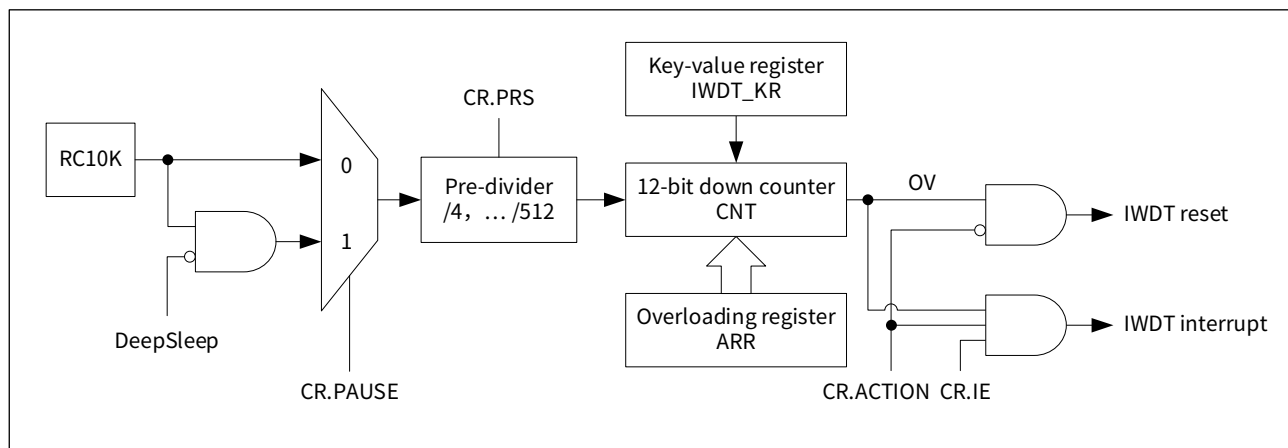 Key-value register
IWDT_KR
CR.PRS
RC10K
0
Pre-divider
/4，… /512
12-bit down counter
CNT
OV
IWDT reset
1
Overloading register
ARR
IWDT interrupt
DeepSleep
CR.PAUSE
CR.ACTION
CR.IE